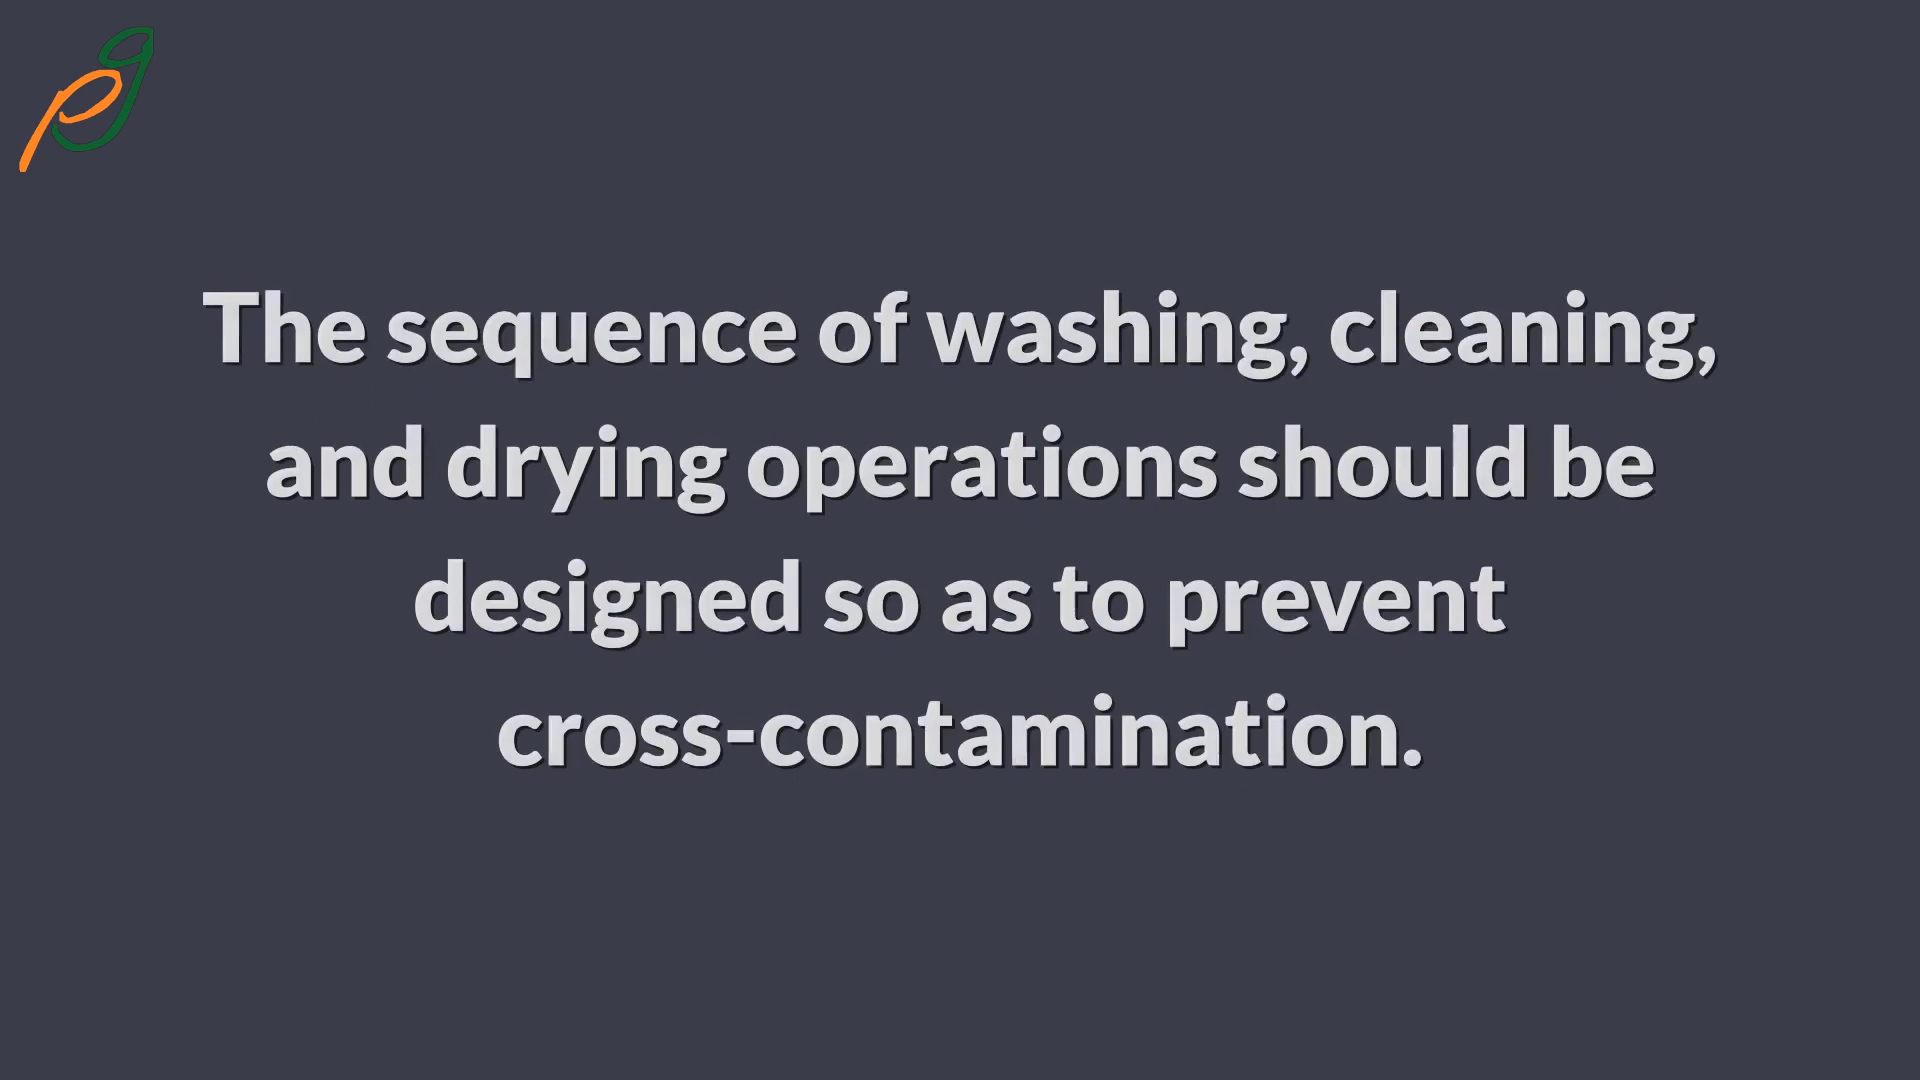 The sequence of washing, cleaning,
and drying operations should be
designed so as to prevent
cross-contamination.